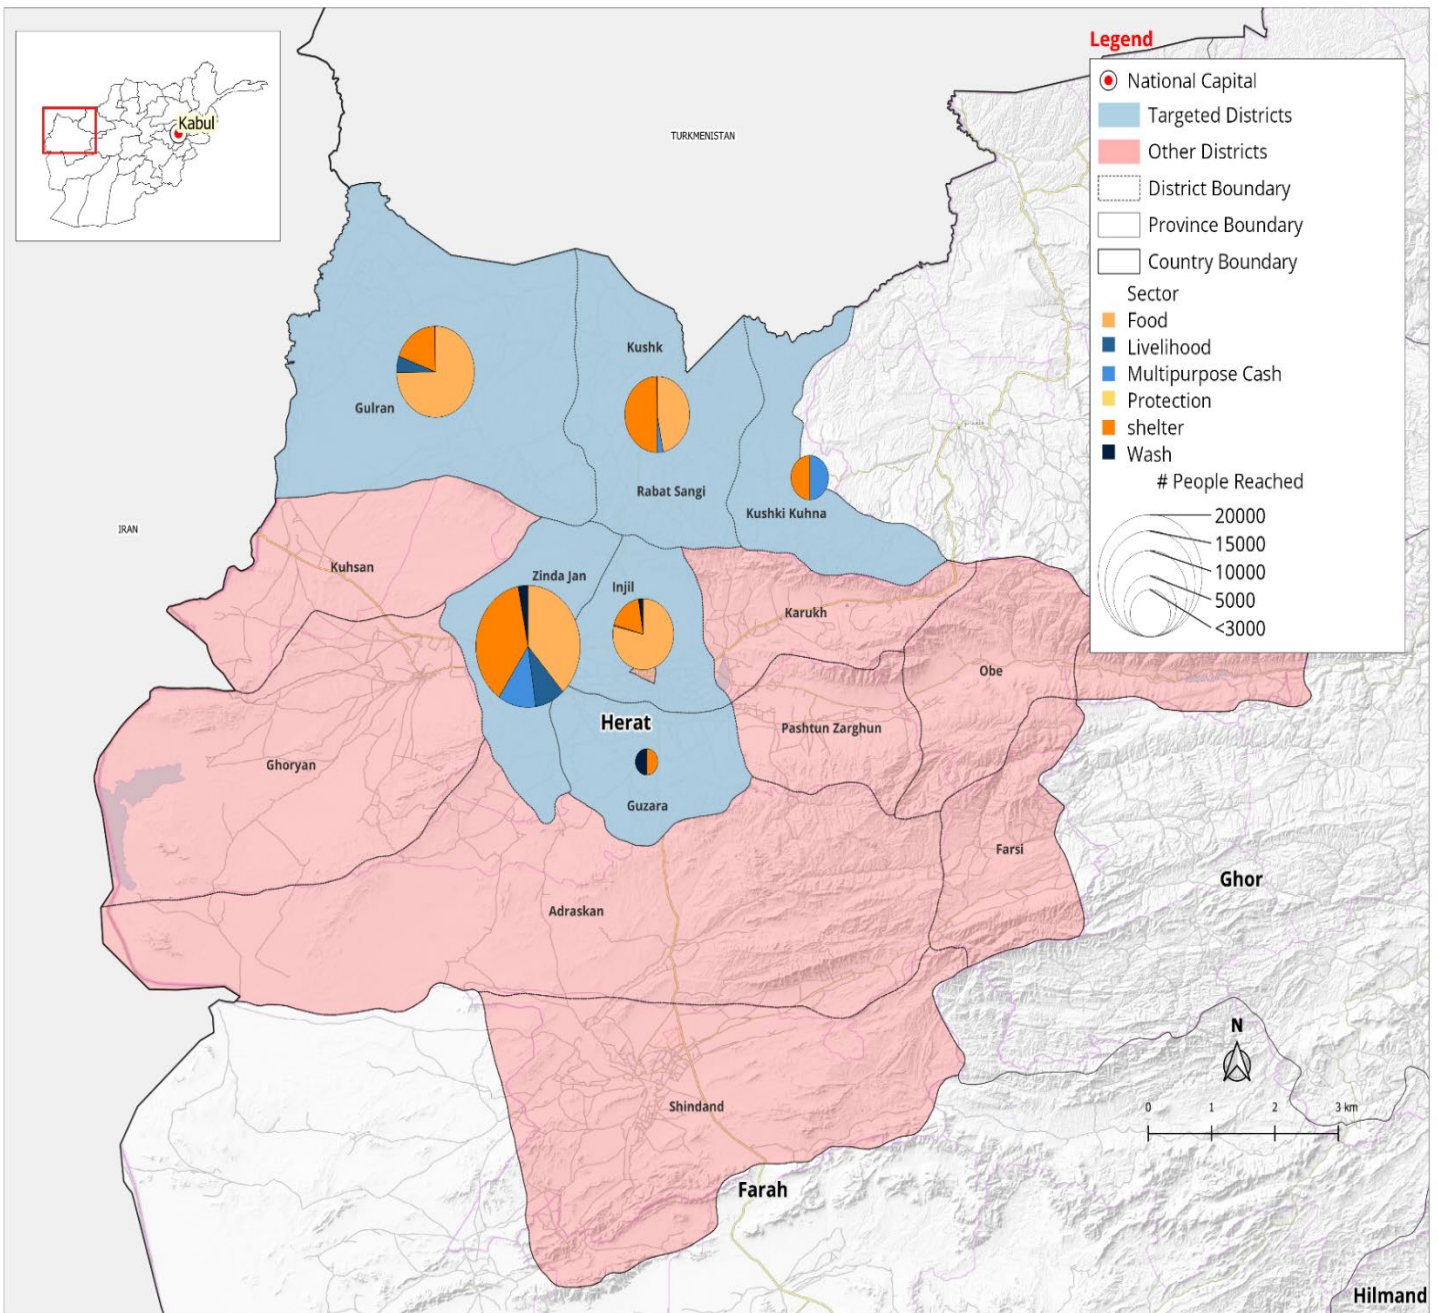 Legend
National Capital
Targeted Districts
Other Districts
District Boundary
Province Boundary
Country Boundary
Sector
Food
Livelihood
Multipurpose Cash
Protection
shelter
Wash
# People Reached
20000
15000
10000
5000
<3000
Kabul
TURKMENISTAN
IRAN
Gulran
Kushk
Rabat Sangi
Kushki Kuhna
Kuhsan
Zinda Jan
Injil
Karukh
Obe
Herat
Pashtun Zarghun
Ghoryan
Guzara
Farsi
Ghor
Adraskan
Shindand
N
0 1 2 3 km
Farah
Hilmand